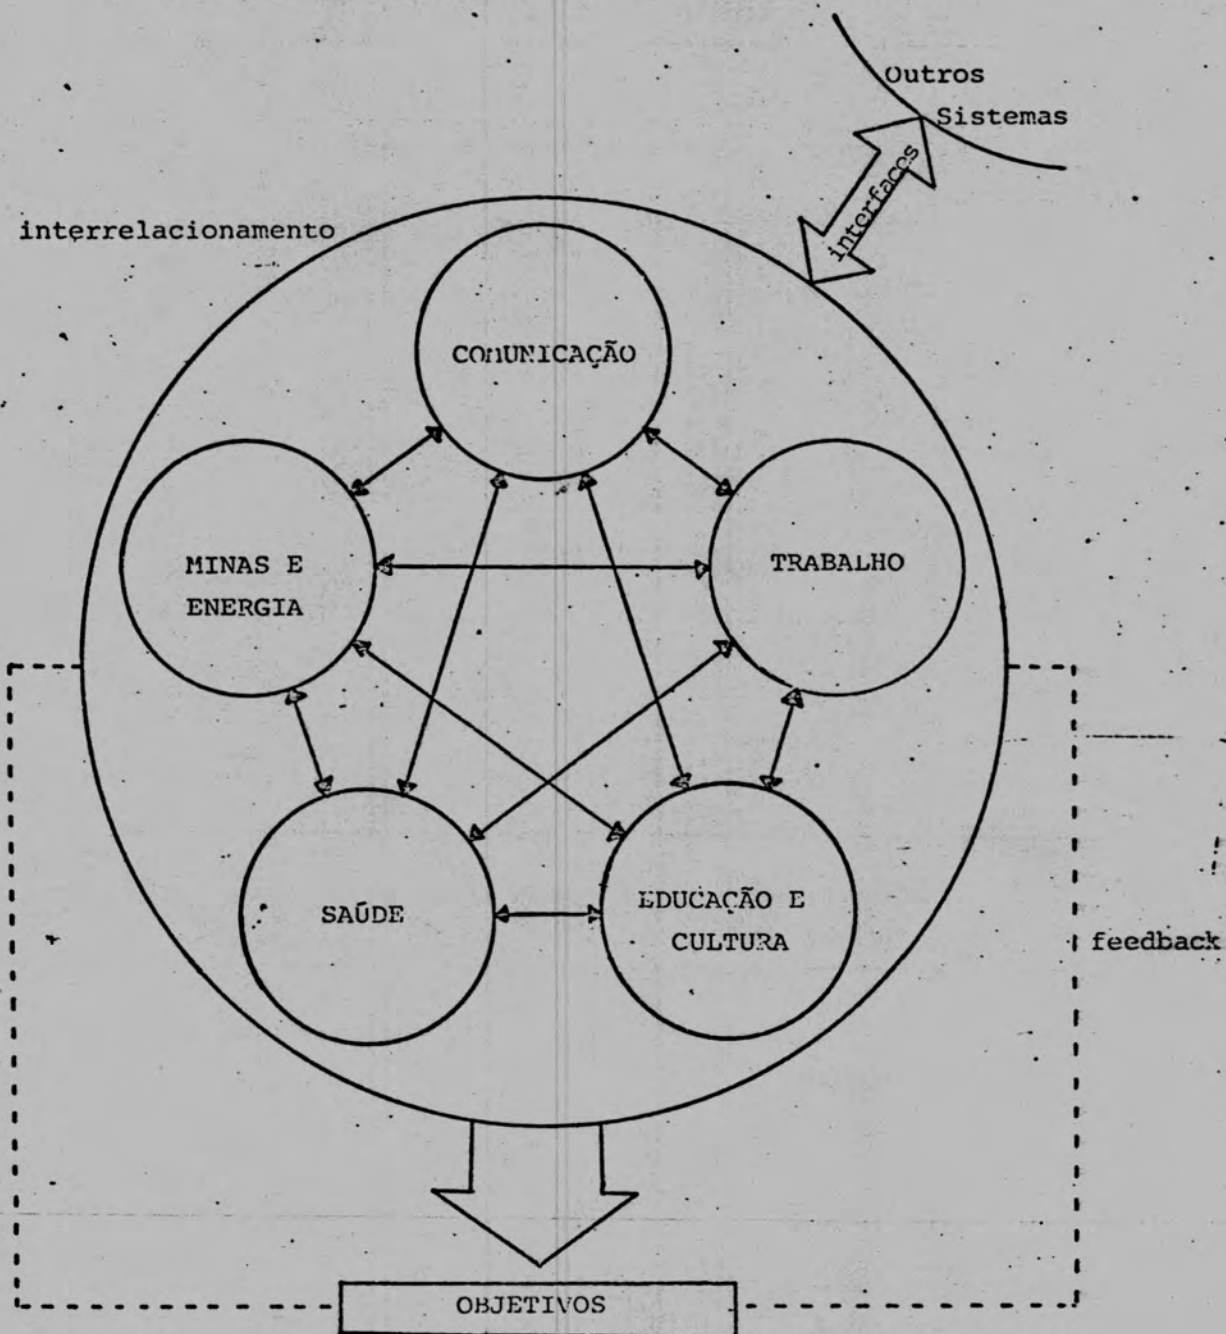 Outros
Sistemas
interfaces
interrelacionamento
COMUNICAÇÃO
MINAS E
ENERGIA
TRABALHO
SAÚDE
EDUCAÇÃO E
CULTURA
feedback
OBJETIVOS